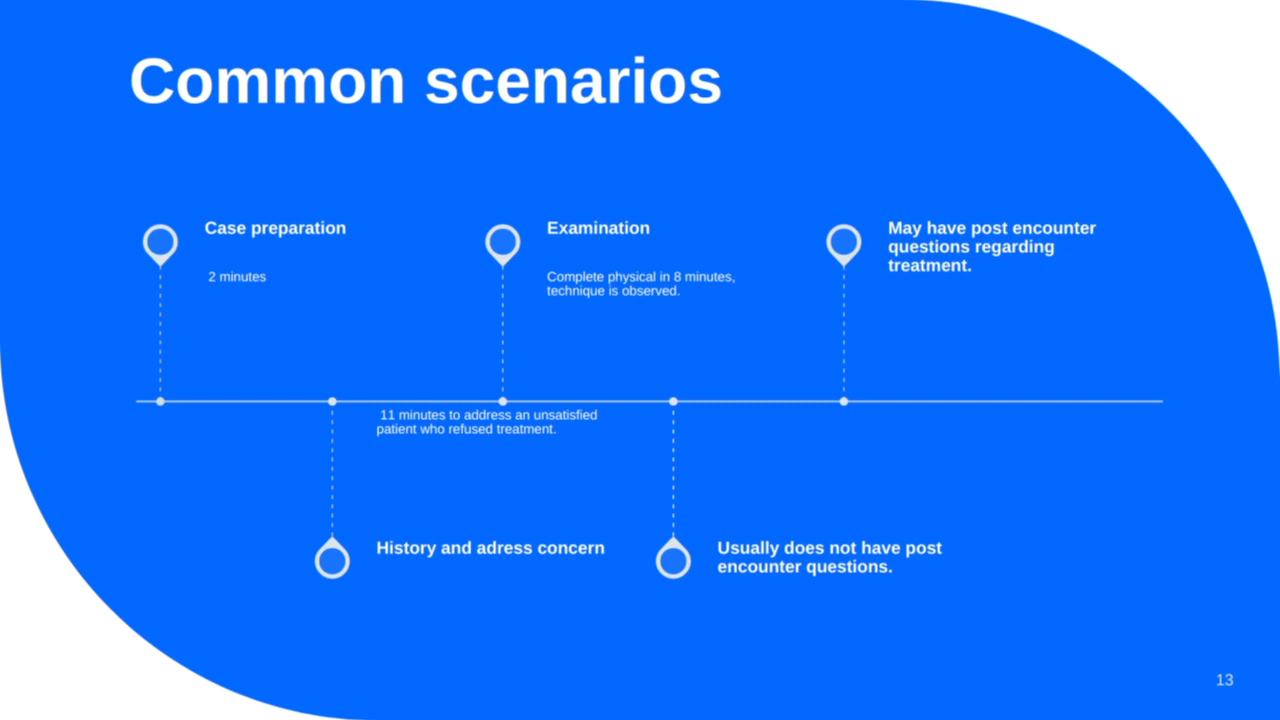 Common scenarios
Case preparation
2 minutes
Examination
Complete physical in 8 minutes,
technique is observed.
May have post encounter
questions regarding
treatment.
11 minutes to address an unsatisfied
patient who refused treatment.
History and adress concern
Usually does not have post
encounter questions.
13